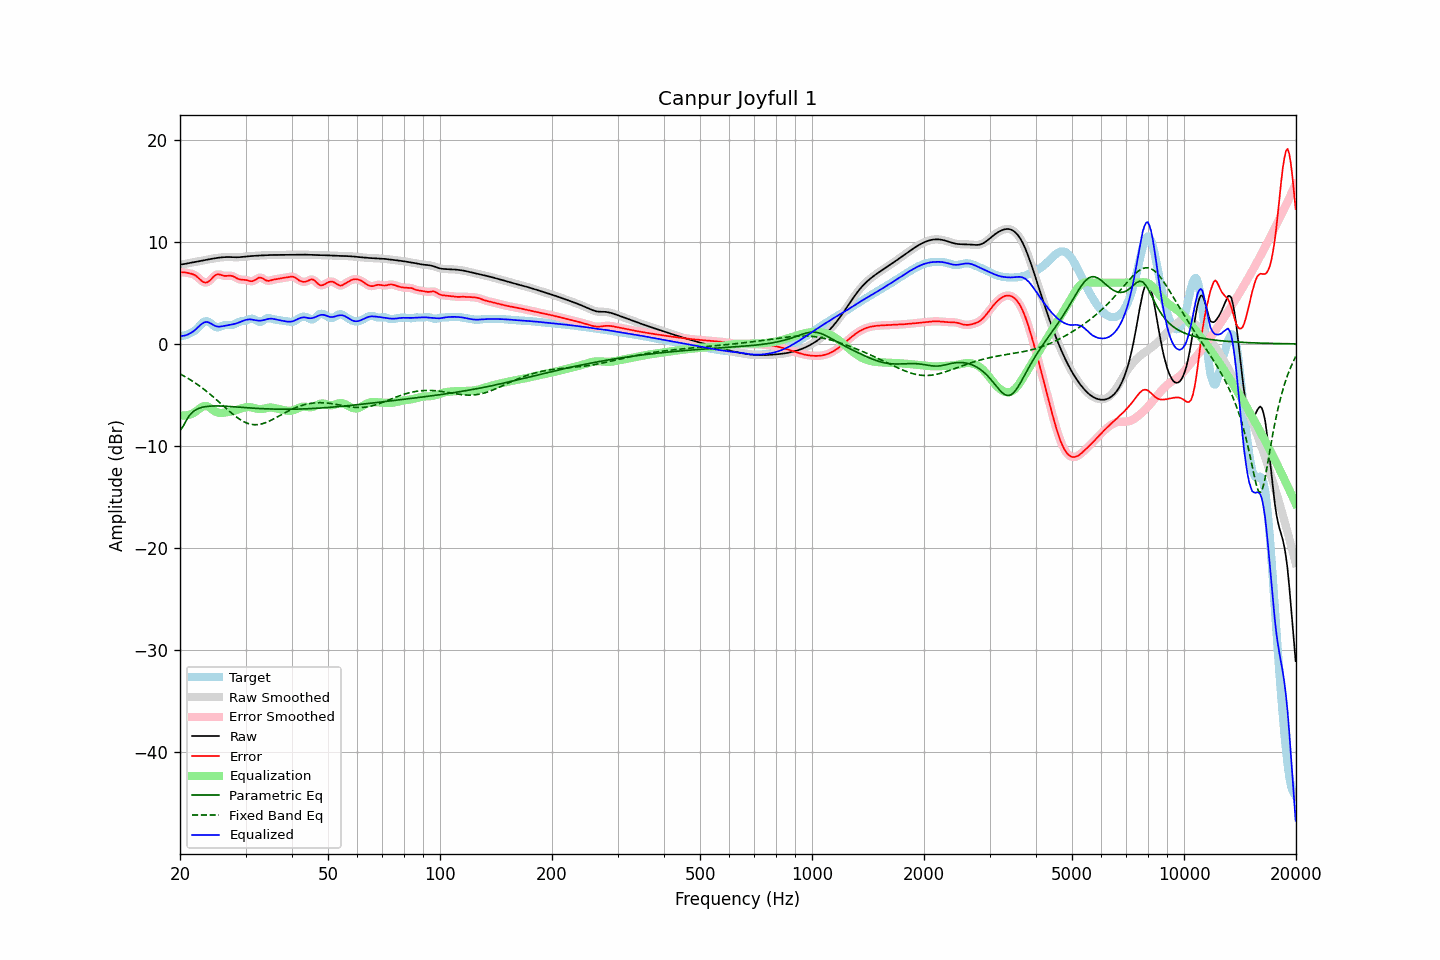 Canpur Joyfull 1
20
10
0
−10
−20
−30
−40
Amplitude (dBr)
Target
Raw Smoothed
Error Smoothed
Raw
Error
Equalization
Parametric Eq
Fixed Band Eq
Equalized
20 50 100 200 500 1000 2000 5000 10000 20000
Frequency (Hz)